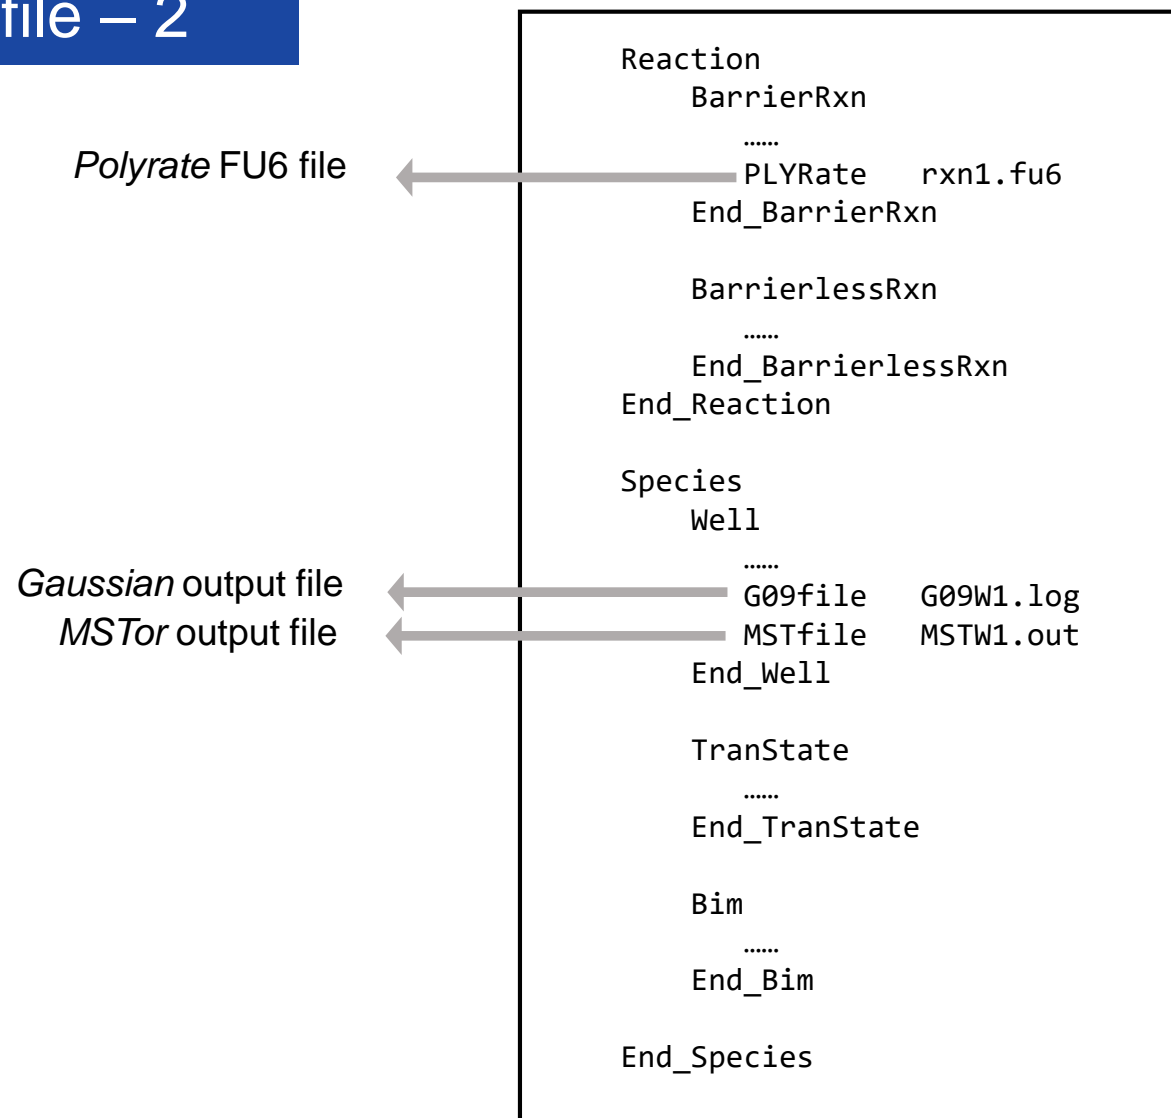 file – 2
Reaction
BarrierRxn
……
Polyrate FU6 file
PLYRate rxn1.fu6
End_BarrierRxn
BarrierlessRxn
……
End_BarrierlessRxn
End_Reaction
Species
Well
……
Gaussian output file
G09file G09W1.log
MSTor output file
MSTfile MSTW1.out
End_Well
TranState
……
End_TranState
Bim
……
End_Bim
End_Species